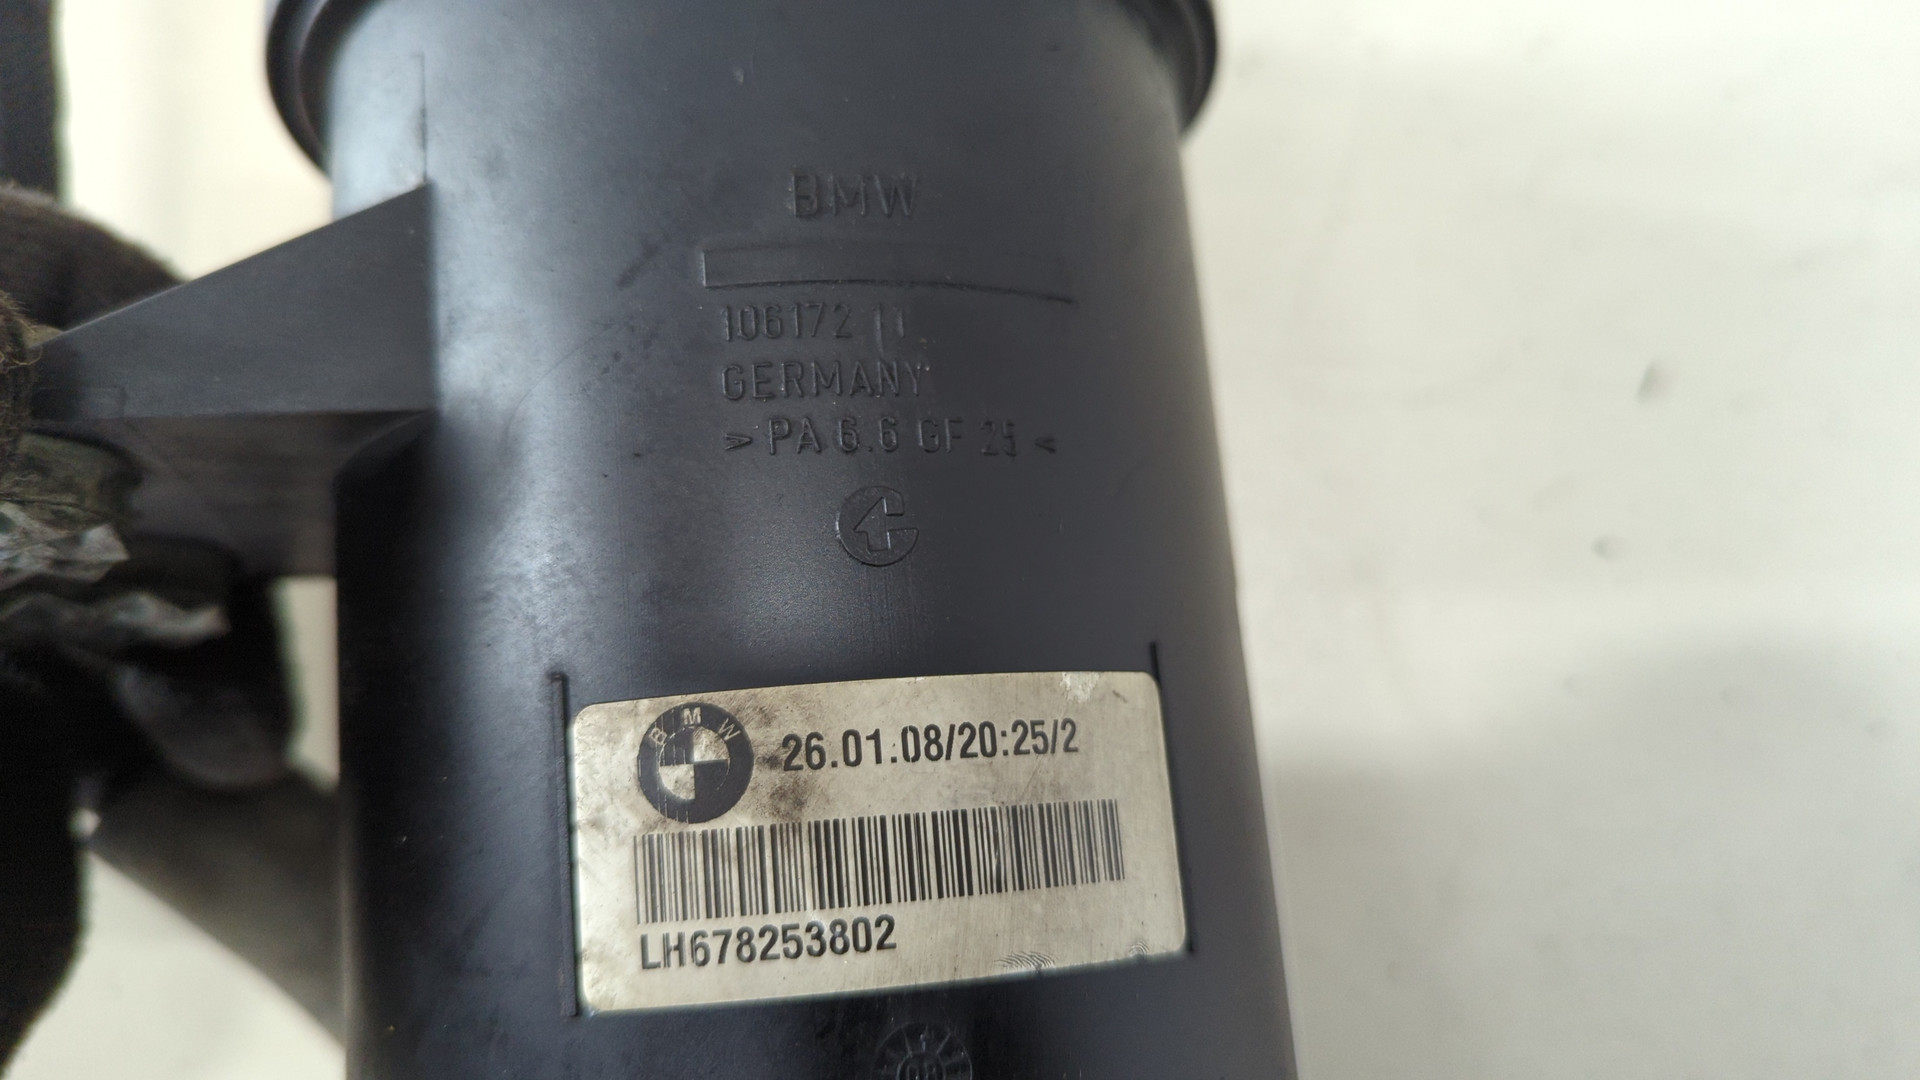 BMW
106172 11
GERMANY
> PA 6.6 GF 25 <
BMW
26.01.08/20:25/2
LH678253802